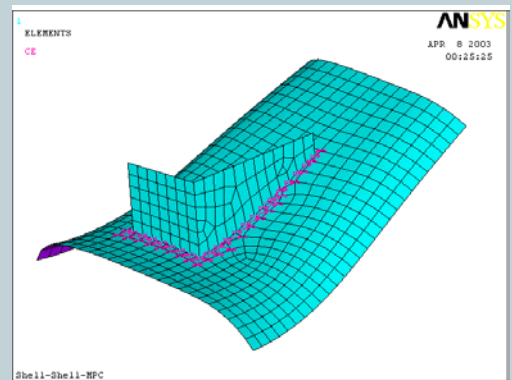 1
ELEMENTS
CE
ANSYS
APR 8 2003
00:25:25
Shell-Shell-MPC